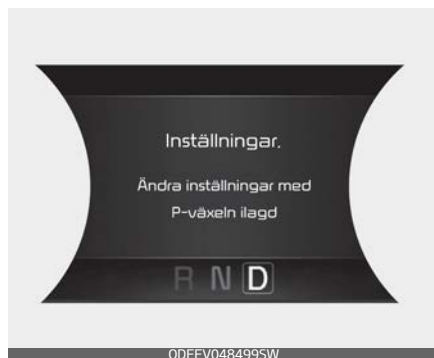 Inställningar.
Ändra inställningar med
P-växeln ilagd
R N D
ODEEV048499SW